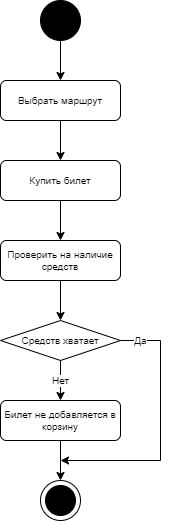 Выбрать маршрут
Купить билет
Проверить на наличие
средств
Средств хватает
Да
Нет
Билет не добавляется в
корзину